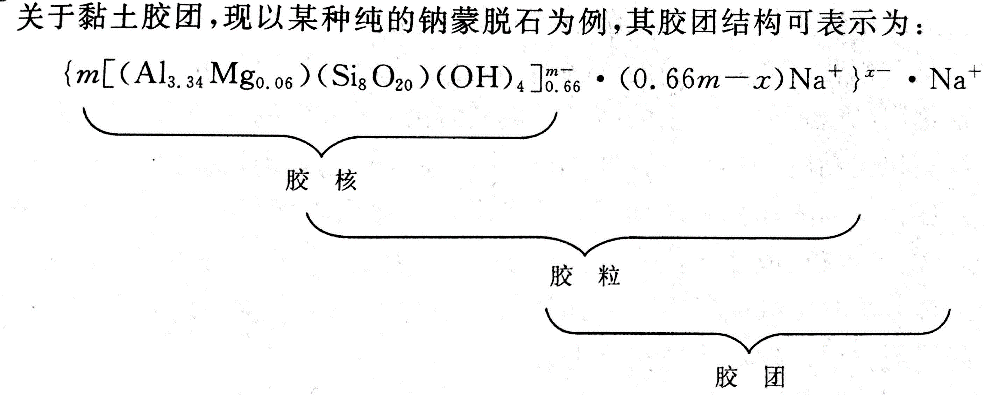 关于黏土胶团,现以某种纯的钠蒙脱石为例,其胶团结构可表示为:
{m[(Al₃.₃₄Mg₀.₀₆)(Si₈O₂₀)(OH)₄]ᵐ⁻₀.₆₆·(0.66m−x)Na⁺}ˣ⁻·Na⁺
胶 核
胶 粒
胶 团